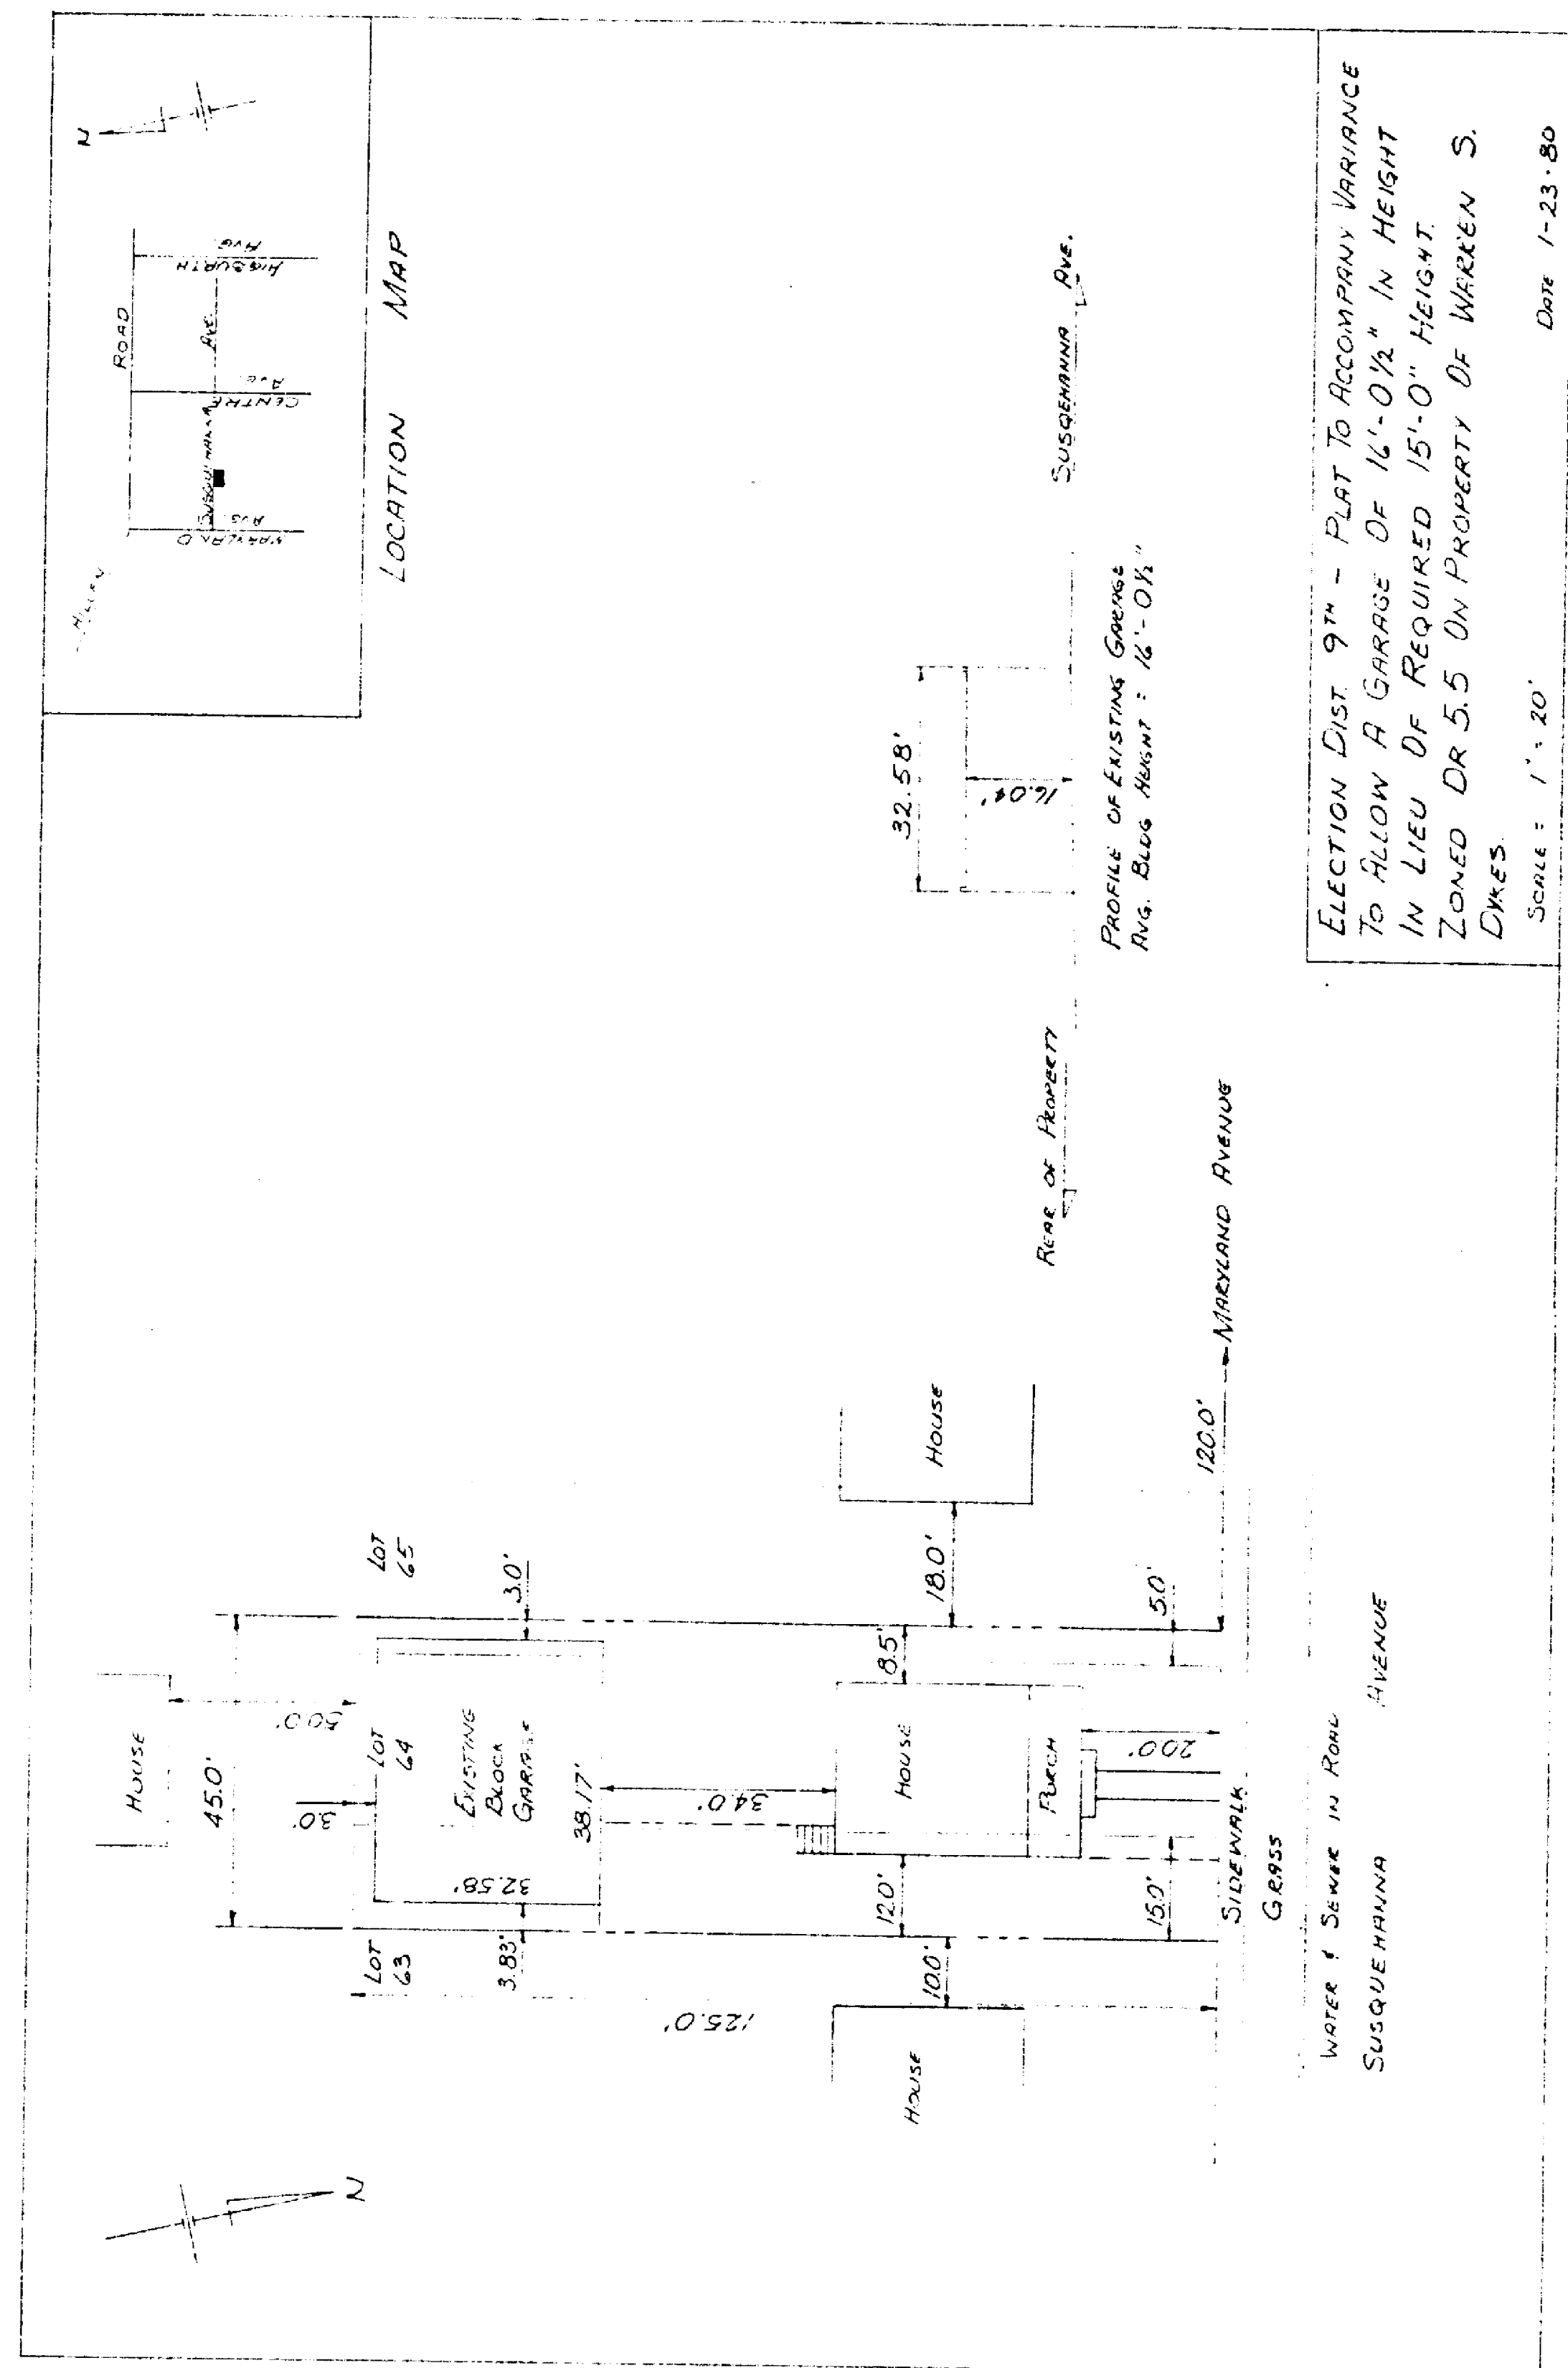 N
ROAD
SUSQUEHANNA AVE.
MARYLAND
AVE.
CENTRE
AVE.
AVE.
LOCATION MAP
HOUSE
50.0'
45.0'
3.0'
LOT
63
LOT
64
LOT
65
EXISTING
BLOCK
GARAGE
32.58'
38.17'
3.83'
3.0'
125.0'
34.0'
HOUSE
HOUSE
HOUSE
PORCH
10.0'
12.0'
8.5'
18.0'
15.0'
20.0'
5.0'
120.0'
MARYLAND AVENUE
SIDEWALK
GRASS
WATER & SEWER IN ROAD
SUSQUEHANNA AVENUE
N
32.58'
16.04'
REAR OF PROPERTY
SUSQEHANNA AVE.
PROFILE OF EXISTING GARAGE
AVG. BLDG HEIGHT = 16'-0½"
ELECTION DIST. 9TH - PLAT TO ACCOMPANY VARIANCE
TO ALLOW A GARAGE OF 16'-0½" IN HEIGHT
IN LIEU OF REQUIRED 15'-0" HEIGHT.
ZONED DR 5.5 ON PROPERTY OF WARREN S.
DYKES.
SCALE = 1" = 20'
DATE 1-23-80